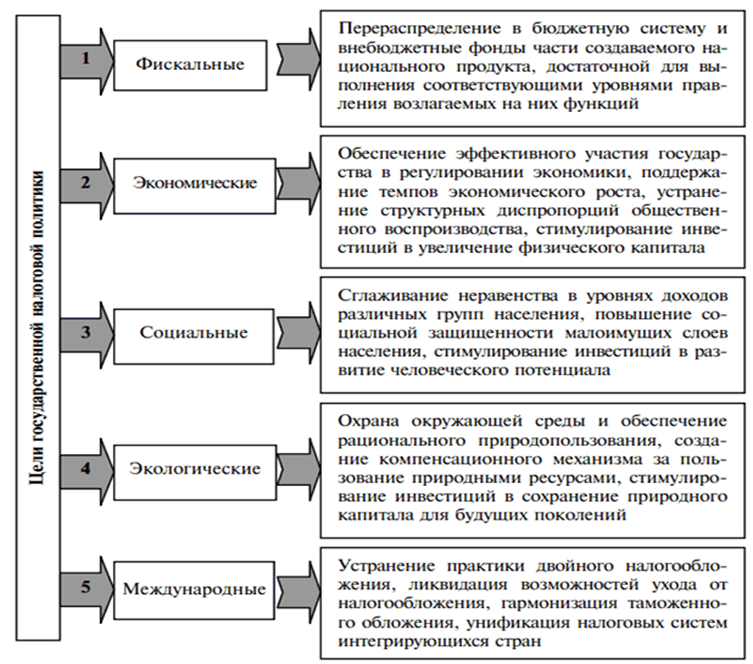 Цели государственной налоговой политики
1
Фискальные
Перераспределение в бюджетную систему и
внебюджетные фонды части создаваемого на-
ционального продукта, достаточной для вы-
полнения соответствующими уровнями прав-
ления возлагаемых на них функций
2
Экономические
Обеспечение эффективного участия государ-
ства в регулировании экономики, поддержа-
ние темпов экономического роста, устране-
ние структурных диспропорций обществен-
ного воспроизводства, стимулирование инве-
стиций в увеличение физического капитала
3
Социальные
Сглаживание неравенства в уровнях доходов
различных групп населения, повышение со-
циальной защищенности малоимущих слоев
населения, стимулирование инвестиций в раз-
витие человеческого потенциала
4
Экологические
Охрана окружающей среды и обеспечение
рационального природопользования, созда-
ние компенсационного механизма за поль-
зование природными ресурсами, стимулиро-
вание инвестиций в сохранение природного
капитала для будущих поколений
5
Международные
Устранение практики двойного налогообло-
жения, ликвидация возможностей ухода от
налогообложения, гармонизация таможенно-
го обложения, унификация налоговых систем
интегрирующихся стран